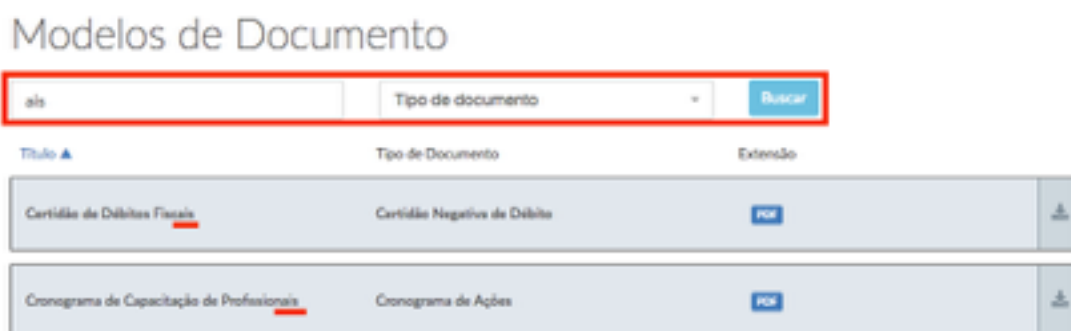 Modelos de Documento
ais Tipo de documento Buscar
Título ▲ Tipo de Documento Extensão
Certidão de Débitos Fiscais Certidão Negativa de Débito PDF
Cronograma de Capacitação de Profissionais Cronograma de Ações PDF